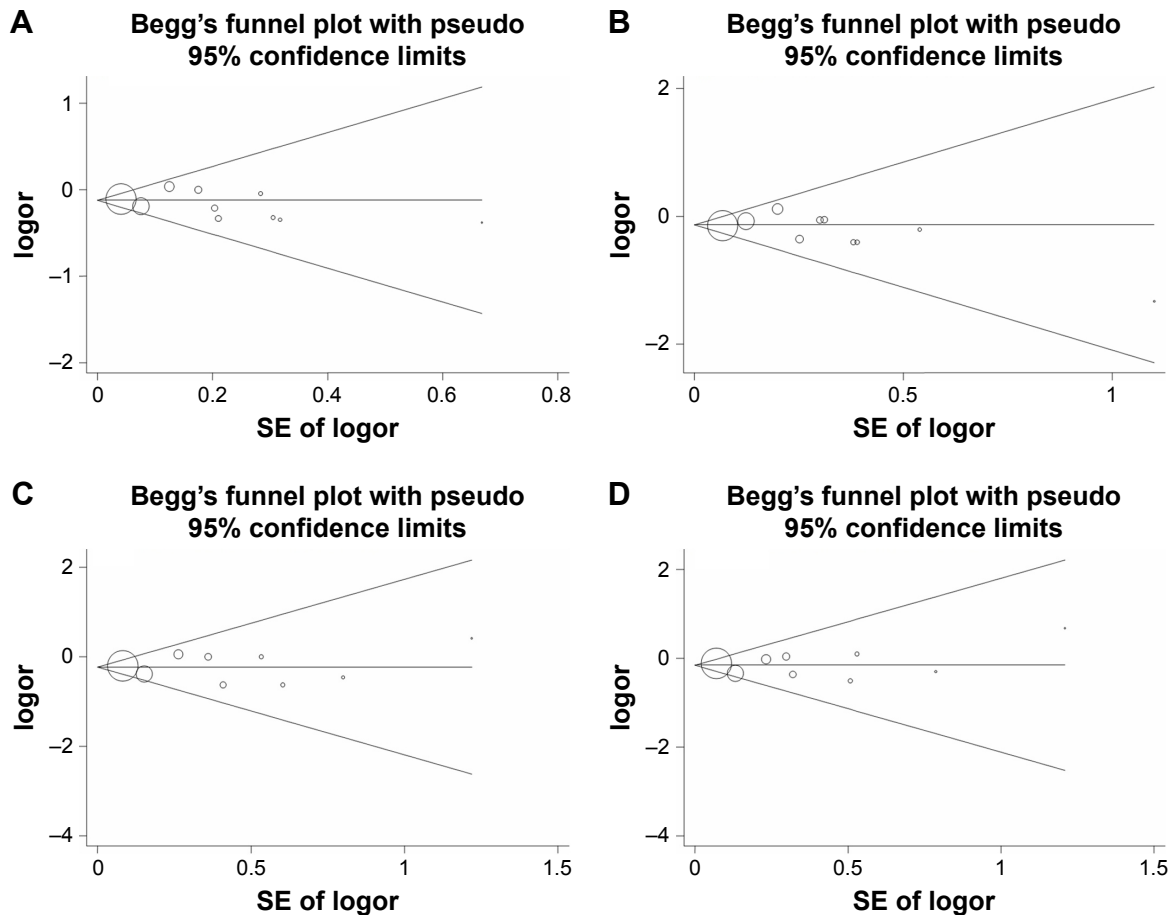 A
Begg’s funnel plot with pseudo
95% confidence limits
1
0
–1
–2
logor
0
0.2
0.4
0.6
0.8
SE of logor
B
Begg’s funnel plot with pseudo
95% confidence limits
2
0
–2
logor
0
0.5
1
SE of logor
C
Begg’s funnel plot with pseudo
95% confidence limits
2
0
–2
–4
logor
0
0.5
1
1.5
SE of logor
D
Begg’s funnel plot with pseudo
95% confidence limits
2
0
–2
–4
logor
0
0.5
1
1.5
SE of logor